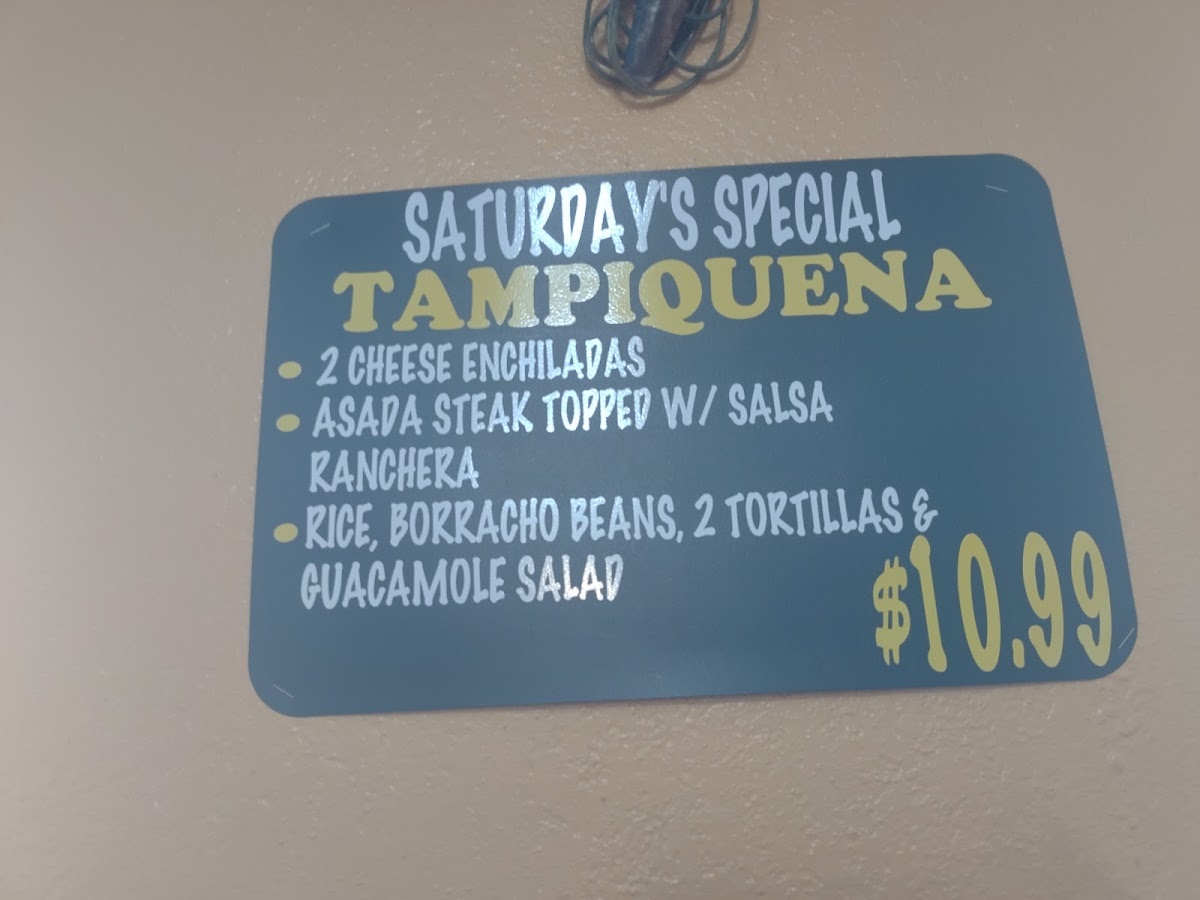 SATURDAY'S SPECIAL
TAMPIQUENA
• 2 CHEESE ENCHILADAS
• ASADA STEAK TOPPED W/ SALSA
RANCHERA
• RICE, BORRACHO BEANS, 2 TORTILLAS &
GUACAMOLE SALAD
$10.99